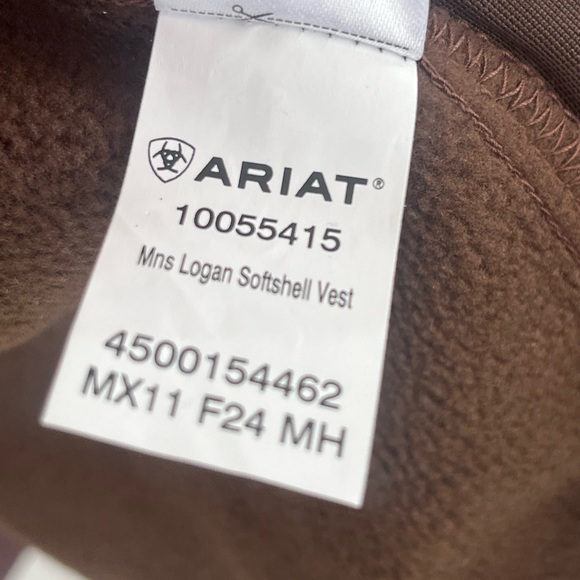 ARIAT®
10055415
Mns Logan Softshell Vest
4500154462
MX11 F24 MH